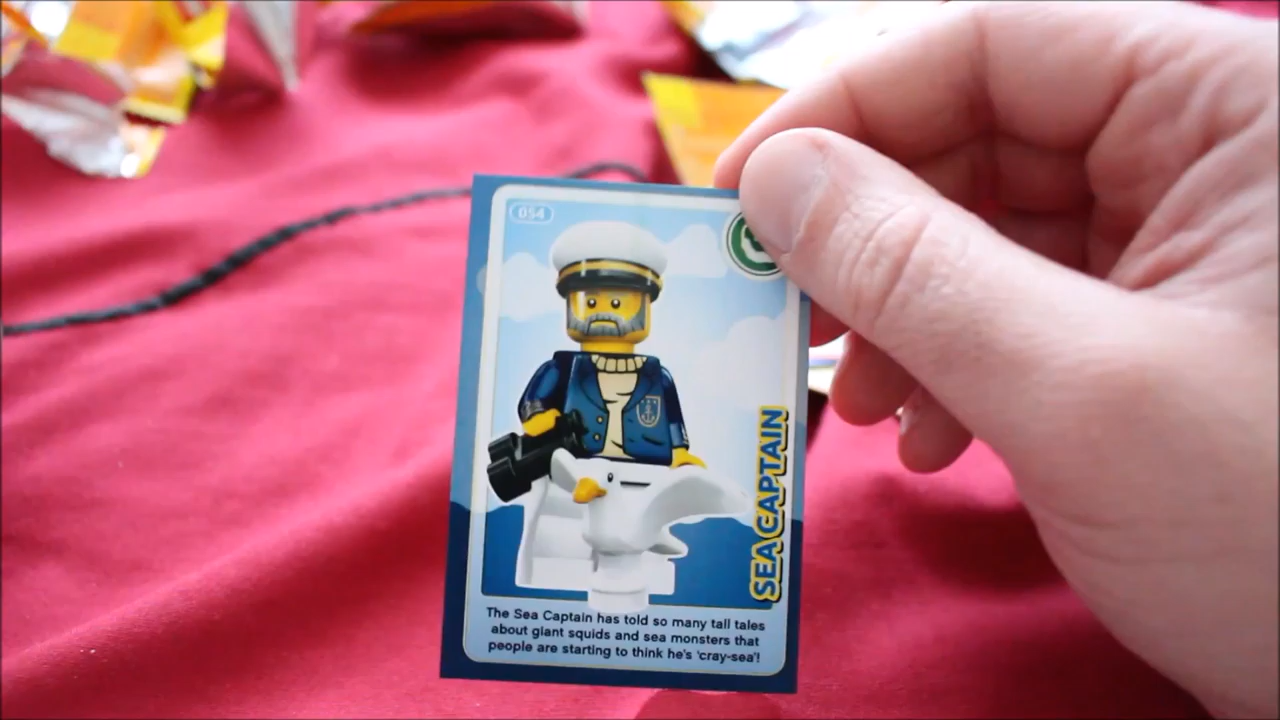 054
SEA CAPTAIN
The Sea Captain has told so many tall tales
about giant squids and sea monsters that
people are starting to think he's 'cray-sea'!